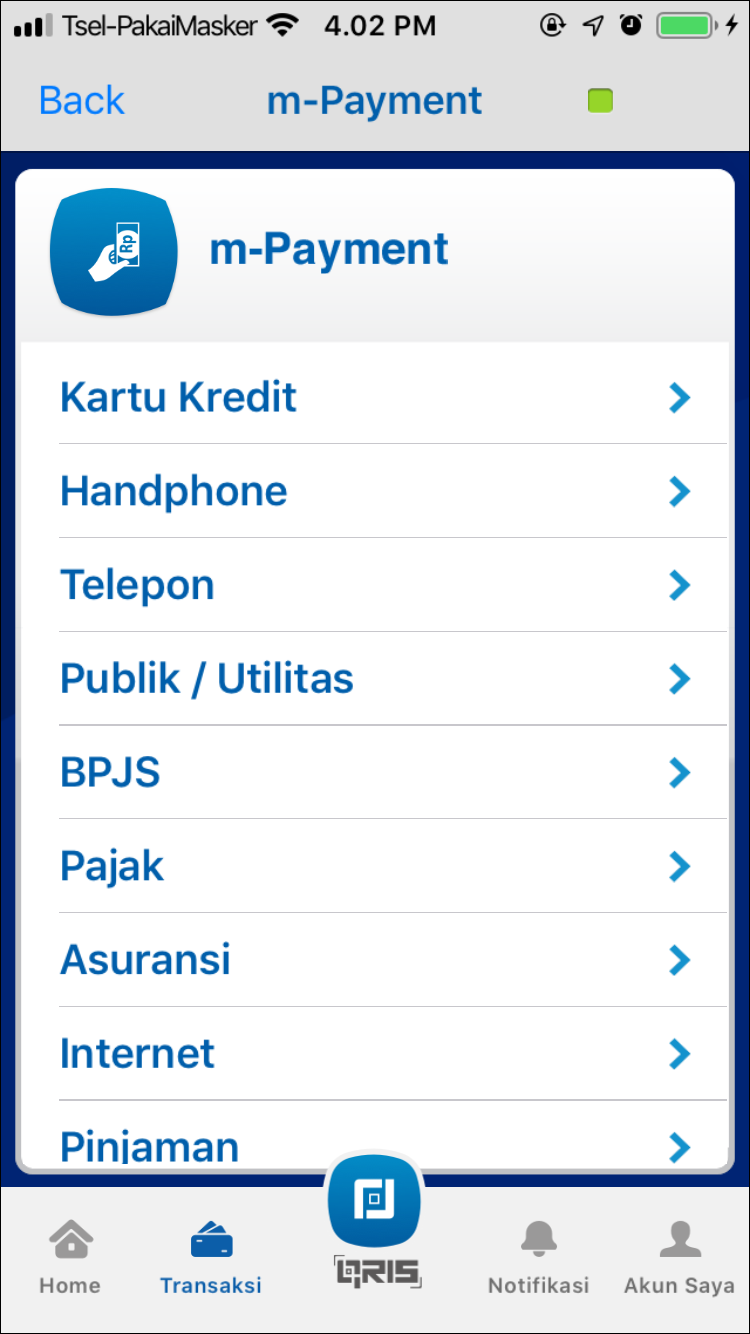 Tsel-PakaiMasker 4.02 PM
Back m-Payment
Rp
m-Payment
Kartu Kredit
Handphone
Telepon
Publik / Utilitas
BPJS
Pajak
Asuransi
Internet
Pinjaman
QRIS
Home Transaksi Notifikasi Akun Saya